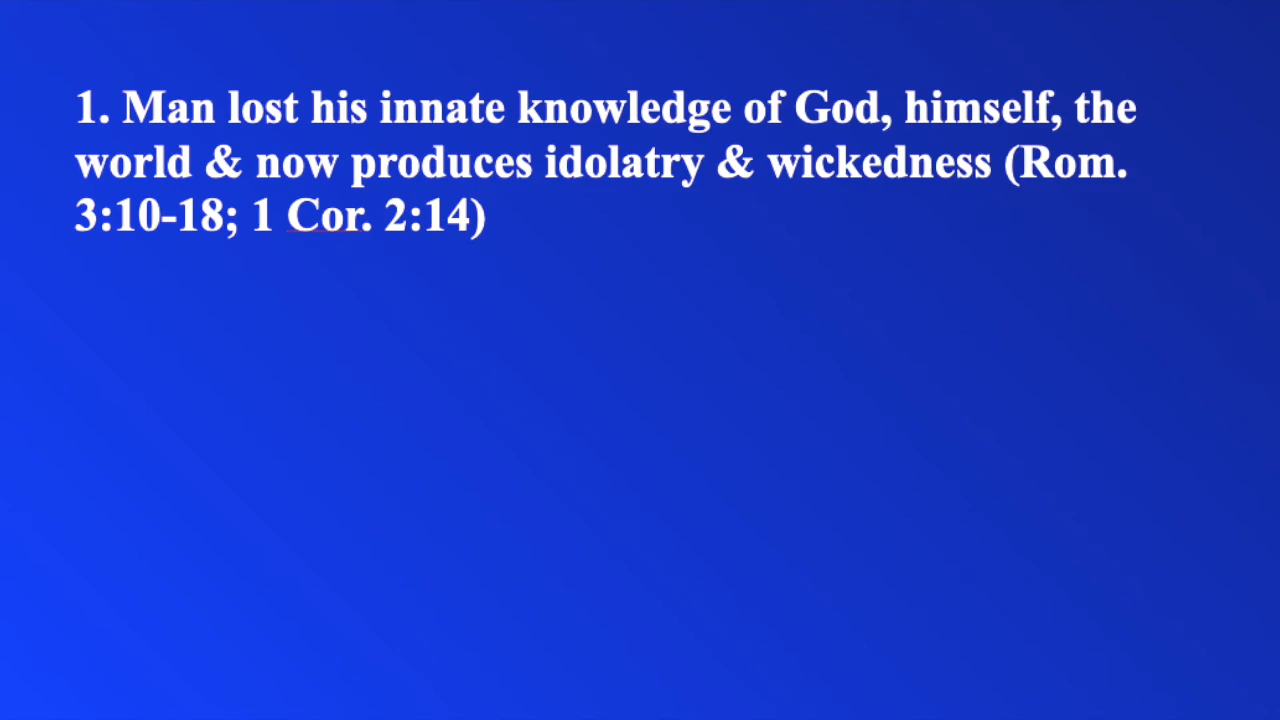 1. Man lost his innate knowledge of God, himself, the
world & now produces idolatry & wickedness (Rom.
3:10-18; 1 Cor. 2:14)